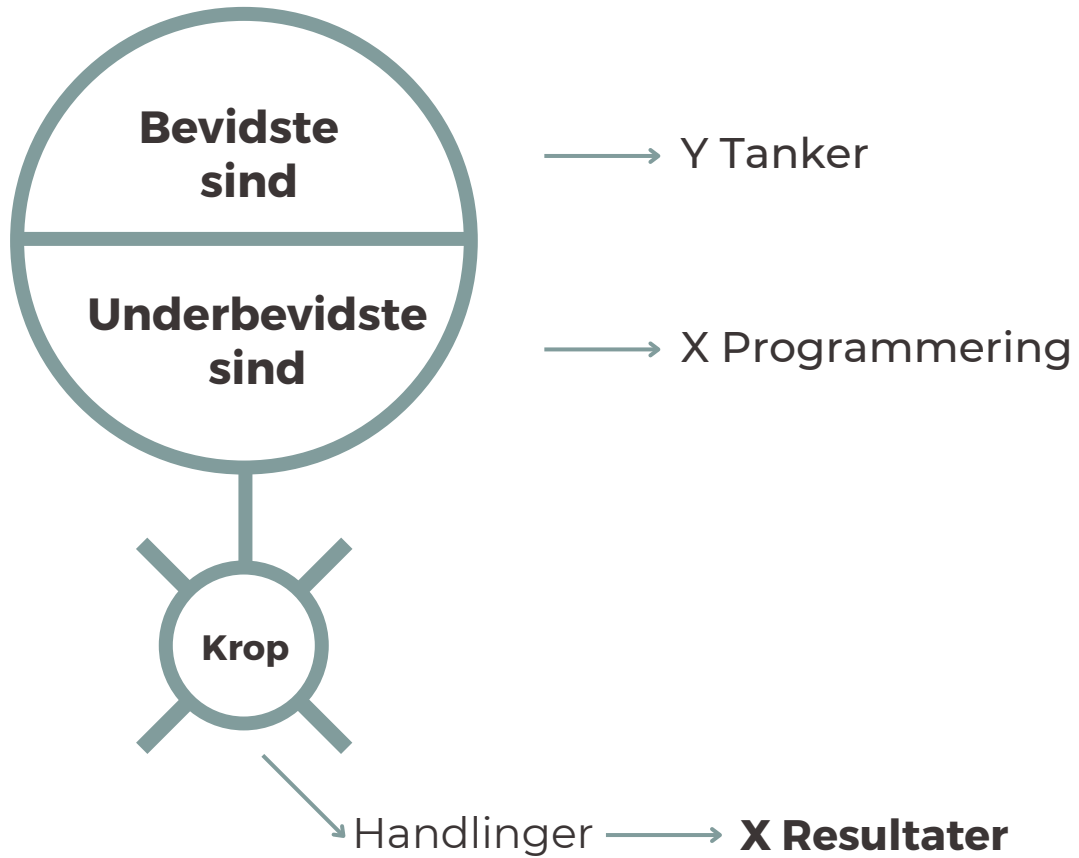 Bevidste
sind
Y Tanker
Underbevidste
sind
X Programmering
Krop
Handlinger
X Resultater